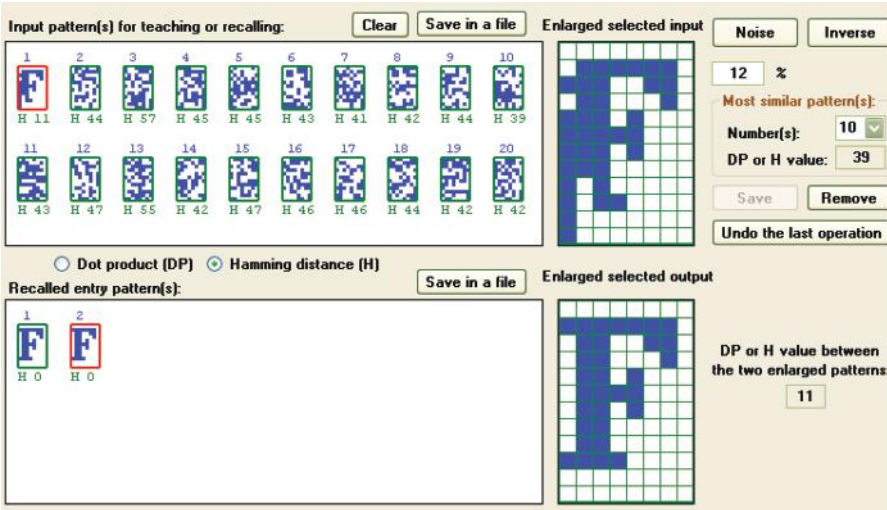 Input pattern(s) for teaching or recalling:
Clear
Save in a file
Enlarged selected input
Noise
Inverse
1 2 3 4 5 6 7 8 9 10
H 11 H 44 H 57 H 45 H 45 H 43 H 41 H 42 H 44 H 39
11 12 13 14 15 16 17 18 19 20
H 43 H 47 H 55 H 42 H 47 H 46 H 46 H 44 H 42 H 42
12 %
Most similar pattern(s):
Number(s): 10
DP or H value: 39
Save
Remove
Undo the last operation
Dot product (DP)
Hamming distance (H)
Recalled entry pattern(s):
Save in a file
Enlarged selected output
1 2
F F
H 0 H 0
DP or H value between
the two enlarged patterns
11